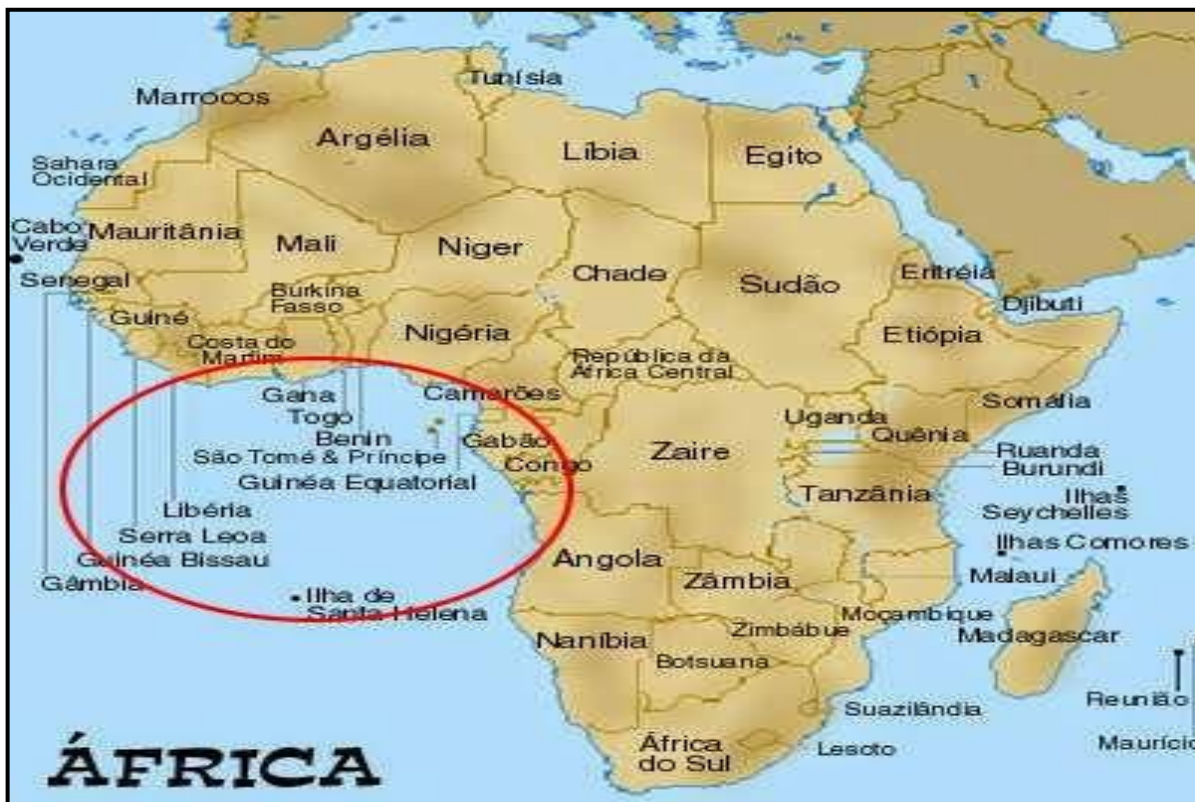 Tunísia
Marrocos
Argélia
Líbia
Egito
Sahara
Ocidental
Cabo
Verde
Mauritânia
Mali
Niger
Chade
Sudão
Eritréia
Djibuti
Senegal
Burkina
Fasso
Guiné
Nigéria
Etiópia
Costa do
Marfim
República da
África Central
Gana
Camarões
Togo
Benin
Uganda
Somália
Gabão
Zaire
Quênia
São Tomé & Príncipe
Ruanda
Congo
Burundi
Guinéa Equatorial
Tanzânia
Ilhas
Seychelles
Libéria
Serra Leoa
Ilhas Comores
Guinéa Bissau
Angola
Gâmbia
Zâmbia
Malaui
Ilha de
Santa Helena
Moçambique
Zimbábue
Madagascar
Naníbia
Botsuana
Reunião
Suazilândia
África
do Sul
Lesoto
Maurício
ÁFRICA